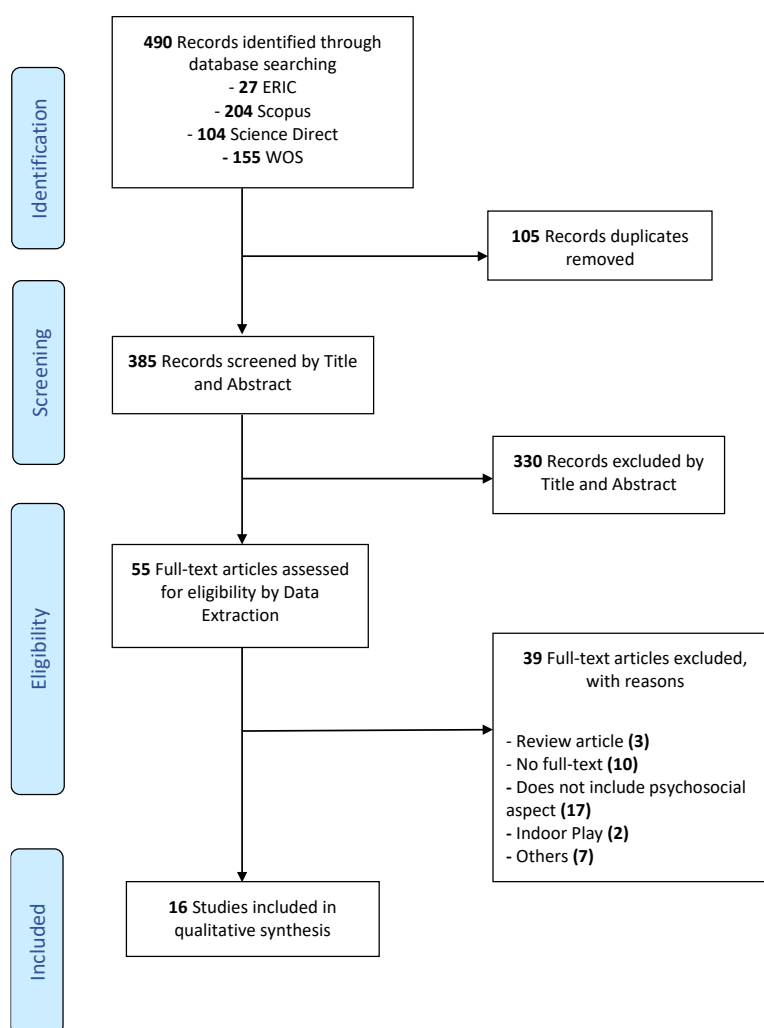 490 Records identified through
database searching
- 27 ERIC
- 204 Scopus
- 104 Science Direct
- 155 WOS
Identification
105 Records duplicates
removed
Screening
385 Records screened by Title
and Abstract
330 Records excluded by
Title and Abstract
Eligibility
55 Full-text articles assessed
for eligibility by Data
Extraction
39 Full-text articles excluded,
with reasons
- Review article (3)
- No full-text (10)
- Does not include psychosocial
aspect (17)
- Indoor Play (2)
- Others (7)
Included
16 Studies included in
qualitative synthesis